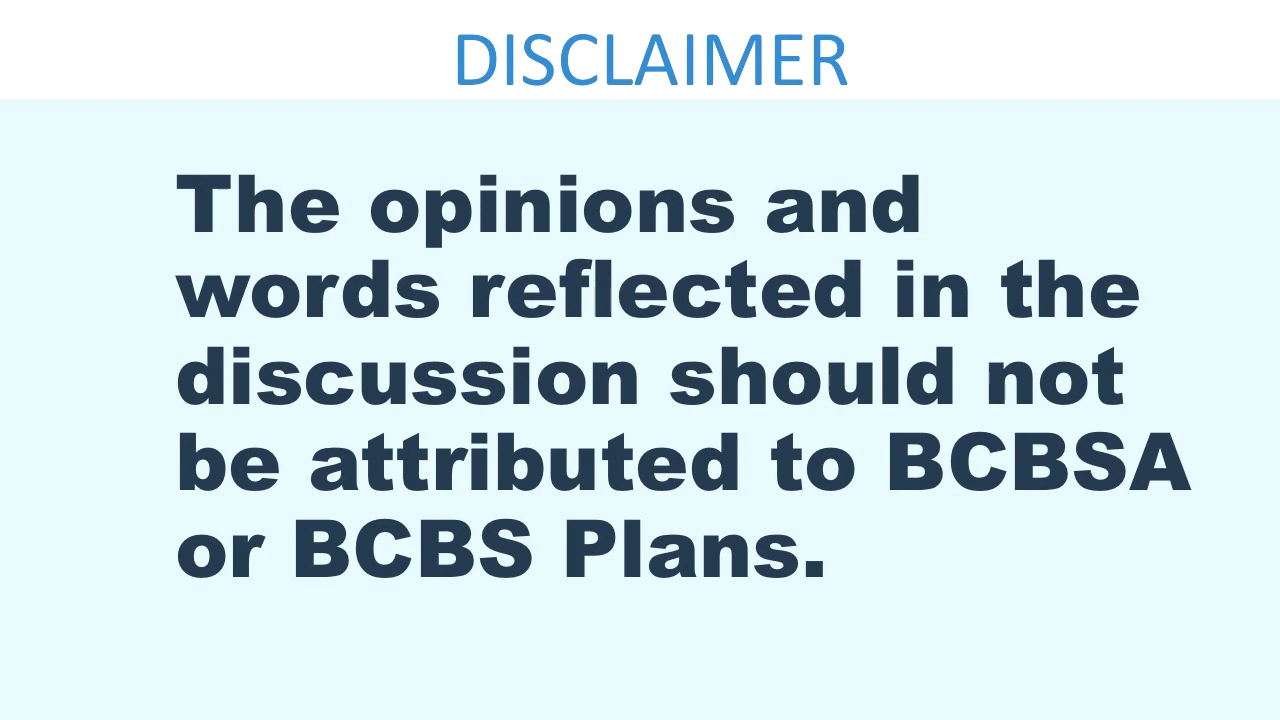 DISCLAIMER
The opinions and
words reflected in the
discussion should not
be attributed to BCBSA
or BCBS Plans.